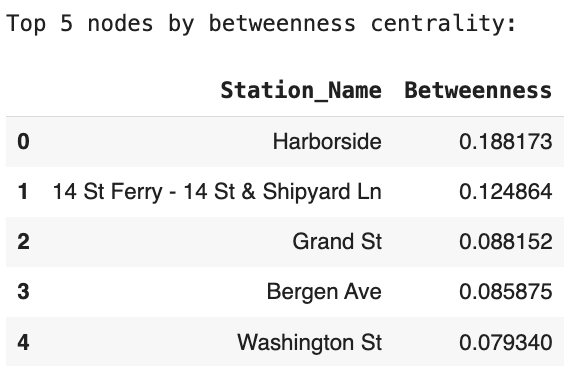 Top 5 nodes by betweenness centrality:
Station_Name Betweenness
0 Harborside 0.188173
1 14 St Ferry - 14 St & Shipyard Ln 0.124864
2 Grand St 0.088152
3 Bergen Ave 0.085875
4 Washington St 0.079340